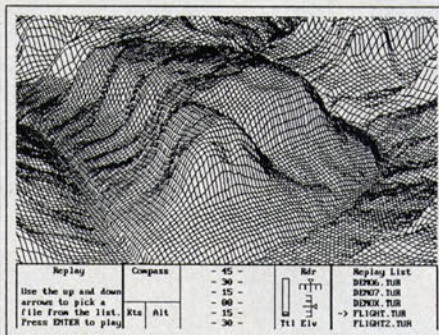 Replay
Use the up and down
arrows to pick a
file from the list.
Press ENTER to play
Compass
Kts Alt
- 45 -
- 30 -
- 15 -
- 00 -
- 15 -
- 30 -
Rdr
Ttl Elv
Replay List
DEMO6.TUR
DEMO7.TUR
DEMOX.TUR
-> FLIGHT.TUR
FLIGHT2.TUR